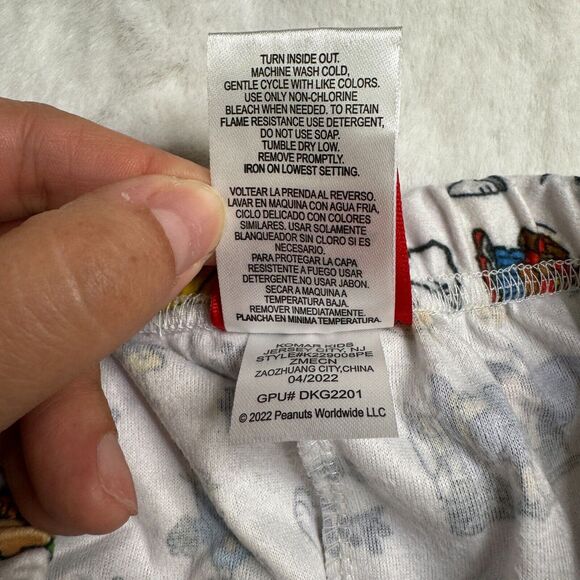 TURN INSIDE OUT.
MACHINE WASH COLD,
GENTLE CYCLE WITH LIKE COLORS.
USE ONLY NON-CHLORINE
BLEACH WHEN NEEDED. TO RETAIN
FLAME RESISTANCE USE DETERGENT,
DO NOT USE SOAP.
TUMBLE DRY LOW.
REMOVE PROMPTLY.
IRON ON LOWEST SETTING.
VOLTEAR LA PRENDA AL REVERSO.
LAVAR EN MAQUINA CON AGUA FRIA,
CICLO DELICADO CON COLORES
SIMILARES. USAR SOLAMENTE
BLANQUEADOR SIN CLORO SI ES
NECESARIO.
PARA PROTEGAR LA CAPA
RESISTENTE A FUEGO USAR
DETERGENTE.NO USAR JABON.
SECAR A MAQUINA A
TEMPERATURA BAJA.
REMOVER INMEDIATAMENTE.
PLANCHA EN MINIMA TEMPERATURA.
KOMAR KIDS
JERSEY CITY, NJ
STYLE#K229008PE
ZMECN
ZAOZHUANG CITY,CHINA
04/2022
GPU# DKG2201
© 2022 Peanuts Worldwide LLC